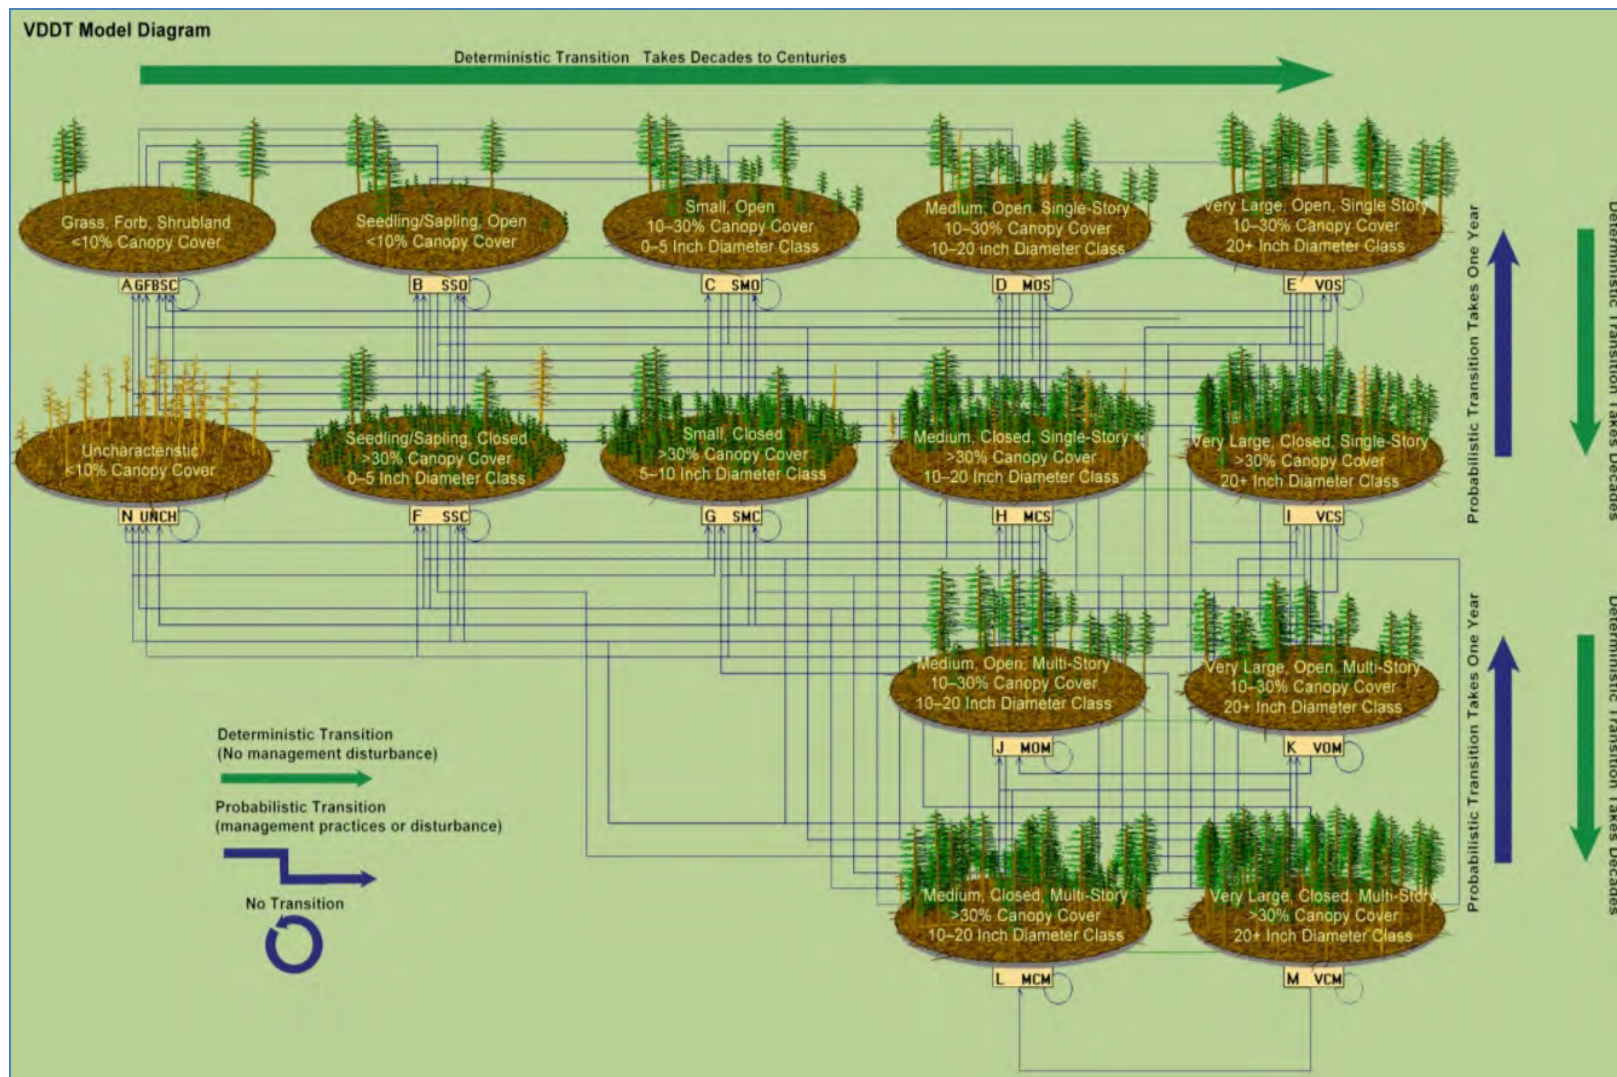 VDDT Model Diagram
Deterministic Transition Takes Decades to Centuries
Grass, Forb, Shrubland
<10% Canopy Cover
A GFBSC
Seedling/Sapling, Open
<10% Canopy Cover
B SSO
Small, Open
10–30% Canopy Cover
0–5 Inch Diameter Class
C SMO
Medium, Open, Single-Story
10–30% Canopy Cover
10–20 inch Diameter Class
D MOS
Very Large, Open, Single Story
10–30% Canopy Cover
20+ Inch Diameter Class
E VOS
Probabilistic Transition Takes One Year
Deterministic Transition Takes Decades
Uncharacteristic
<10% Canopy Cover
N UNCH
Seedling/Sapling, Closed
>30% Canopy Cover
0–5 Inch Diameter Class
F SSC
Small, Closed
>30% Canopy Cover
5–10 Inch Diameter Class
G SMC
Medium, Closed, Single-Story
>30% Canopy Cover
10–20 Inch Diameter Class
H MCS
Very Large, Closed, Single-Story
>30% Canopy Cover
20+ Inch Diameter Class
I VCS
Medium, Open, Multi-Story
10–30% Canopy Cover
10–20 Inch Diameter Class
J MOM
Very Large, Open, Multi-Story
10–30% Canopy Cover
20+ Inch Diameter Class
K VOM
Probabilistic Transition Takes One Year
Deterministic Transition Takes Decades
Deterministic Transition
(No management disturbance)
Probabilistic Transition
(management practices or disturbance)
No Transition
Medium, Closed, Multi-Story
>30% Canopy Cover
10–20 Inch Diameter Class
L MCM
Very Large, Closed, Multi-Story
>30% Canopy Cover
20+ Inch Diameter Class
M VCM